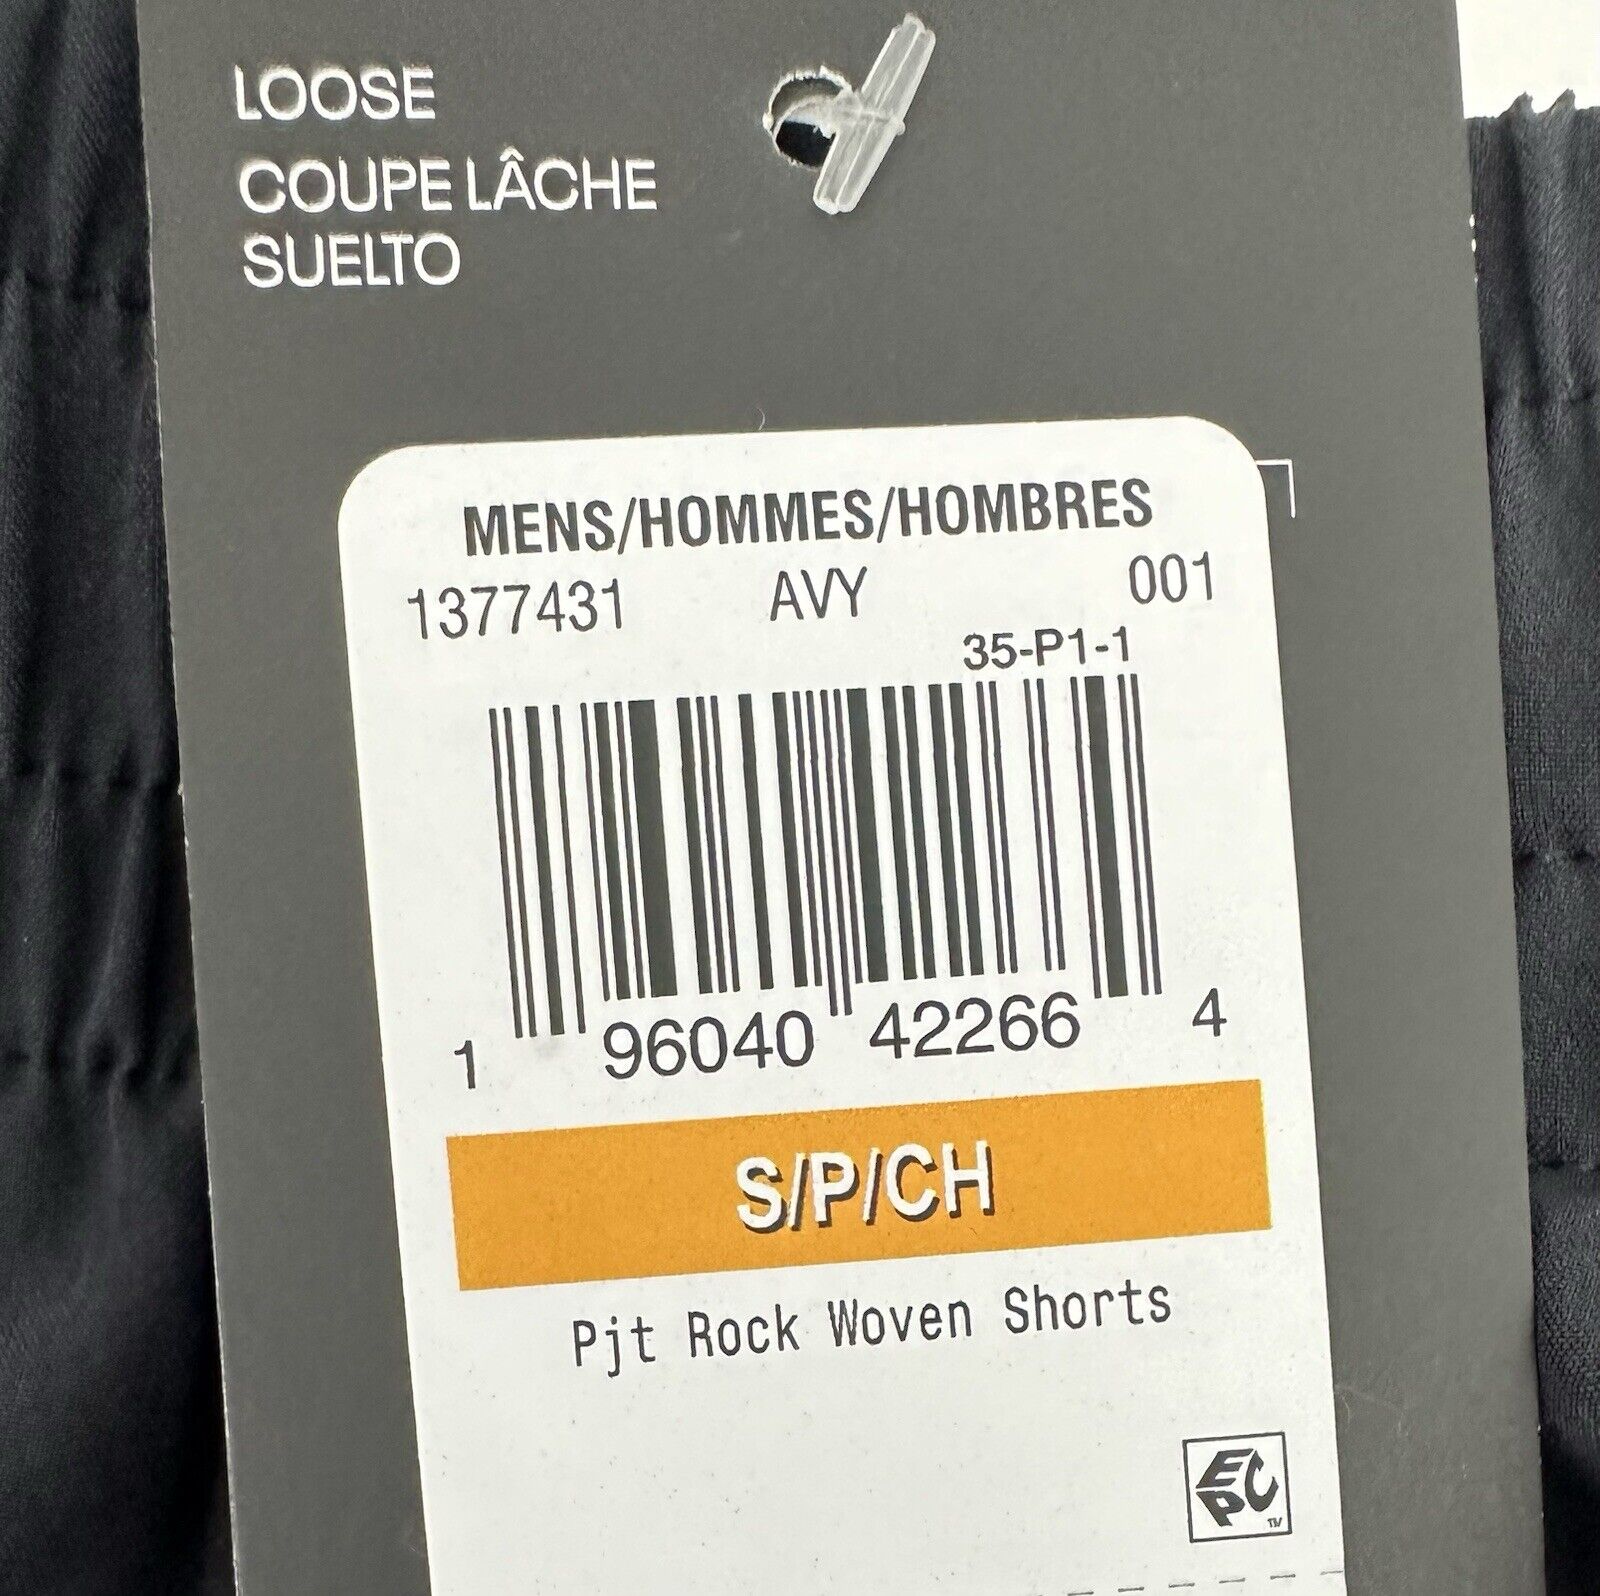 LOOSE
COUPE LÂCHE
SUELTO
MENS/HOMMES/HOMBRES
1377431 AVY 001
35-P1-1
1 96040 42266 4
S/P/CH
Pjt Rock Woven Shorts
EPC
TM